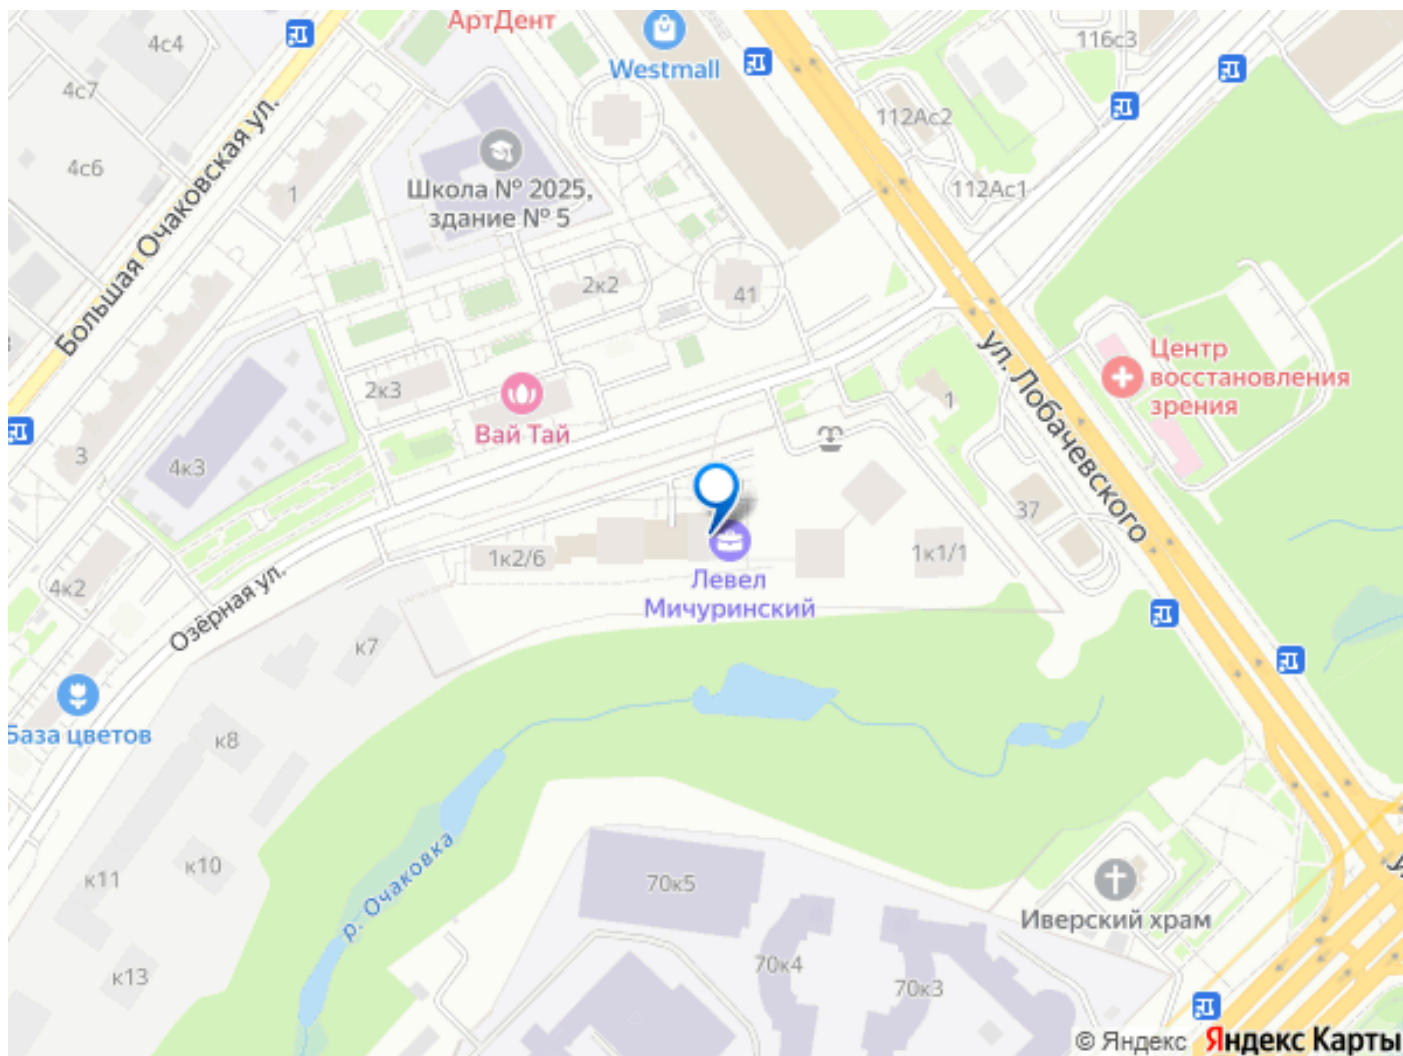 АртДент
4с4
116с3
Westmall
4с7
112Ас2
4с6
Школа № 2025,
здание № 5
1
112Ас1
Большая Очаковская ул.
2к2
41
ул. Лобачевского
Центр
восстановления
зрения
2к3
1
Вай Тай
3
4к3
37
1к2/6
1к1/1
Левел
Мичуринский
4к2
Озёрная ул.
к7
База цветов
к8
р. Очаковка
к10
к11
70к5
Иверский храм
к13
70к4
70к3
© Яндекс Яндекс Карты